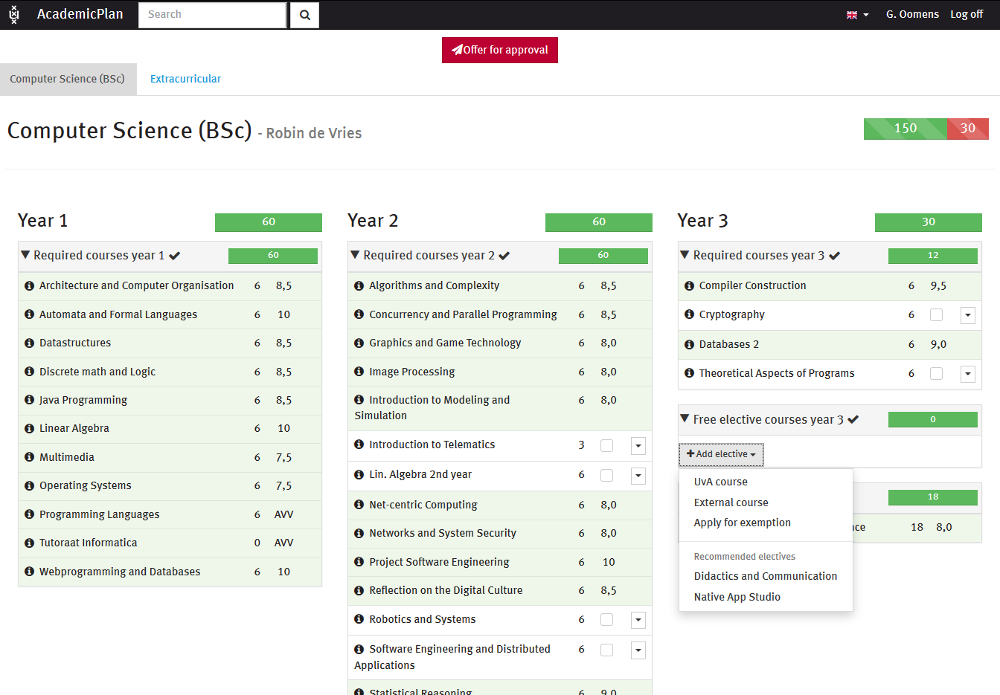 AcademicPlan
Search
G. Oomens
Log off
Offer for approval
Computer Science (BSc)
Extracurricular
Computer Science (BSc) - Robin de Vries
150 30
Year 1 60
Required courses year 1 60
Architecture and Computer Organisation 6 8,5
Automata and Formal Languages 6 10
Datastructures 6 8,5
Discrete math and Logic 6 8,5
Java Programming 6 8,5
Linear Algebra 6 10
Multimedia 6 7,5
Operating Systems 6 7,5
Programming Languages 6 AVV
Tutoraat Informatica 0 AVV
Webprogramming and Databases 6 10
Year 2 60
Required courses year 2 60
Algorithms and Complexity 6 8,5
Concurrency and Parallel Programming 6 8,5
Graphics and Game Technology 6 8,0
Image Processing 6 8,0
Introduction to Modeling and 6 8,0
Simulation
Introduction to Telematics 3
Lin. Algebra 2nd year 6
Net-centric Computing 6 8,0
Networks and System Security 6 8,0
Project Software Engineering 6 10
Reflection on the Digital Culture 6 8,5
Robotics and Systems 6
Software Engineering and Distributed 6
Applications
Statistical Reasoning 6 9,0
Year 3 30
Required courses year 3 12
Compiler Construction 6 9,5
Cryptography 6
Databases 2 6 9,0
Theoretical Aspects of Programs 6
Free elective courses year 3 0
Add elective
UvA course
External course
Apply for exemption
Recommended electives
Didactics and Communication
Native App Studio
18
ce 18 8,0